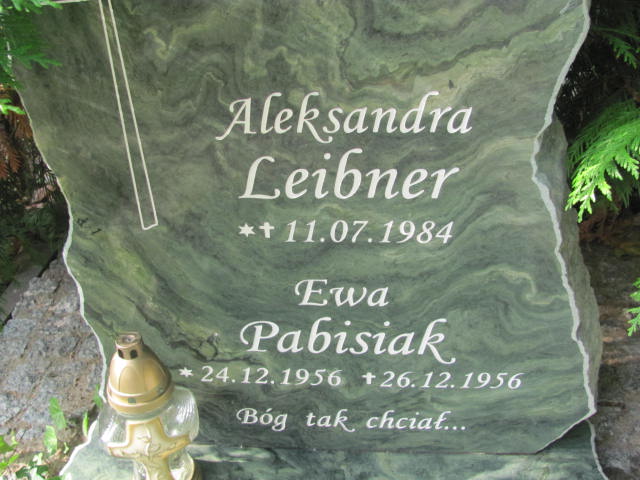 Aleksandra
Leibner
*✝ 11.07.1984
Ewa
Pabisiak
* 24.12.1956 ✝ 26.12.1956
Bóg tak chciał...